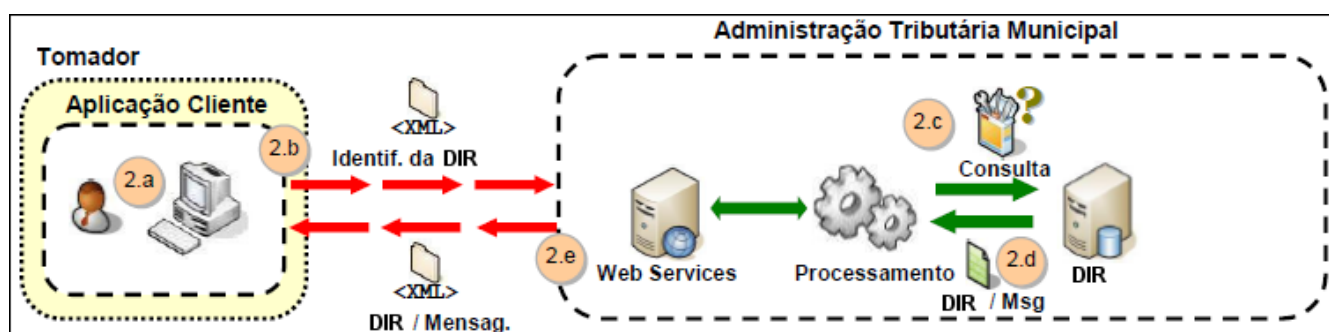 Administração Tributária Municipal
Tomador
Aplicação Cliente
2.a
2.b
<XML>
Identif. da DIR
2.c
Consulta
2.e
Web Services
Processamento
2.d
DIR / Msg
DIR
<XML>
DIR / Mensag.